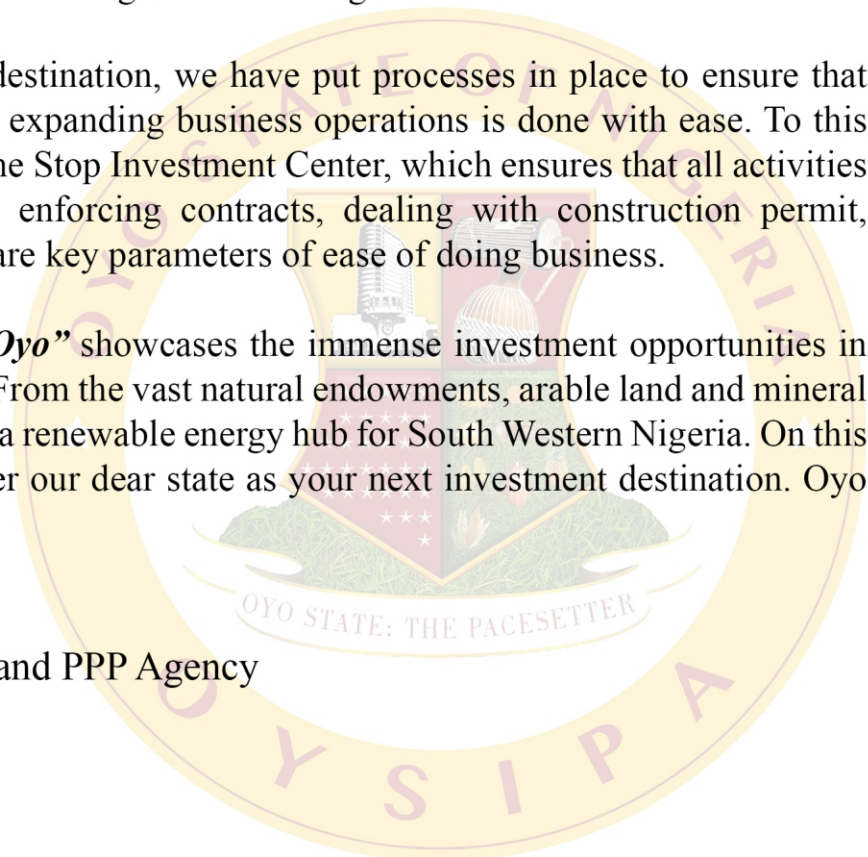 destination, we have put processes in place to ensure that
expanding business operations is done with ease. To this
ne Stop Investment Center, which ensures that all activities
enforcing contracts, dealing with construction permit,
are key parameters of ease of doing business.
Oyo” showcases the immense investment opportunities in
From the vast natural endowments, arable land and mineral
a renewable energy hub for South Western Nigeria. On this
er our dear state as your next investment destination. Oyo
and PPP Agency
OYO STATE OF NIGERIA
OYO STATE: THE PACESETTER
OYSIPA